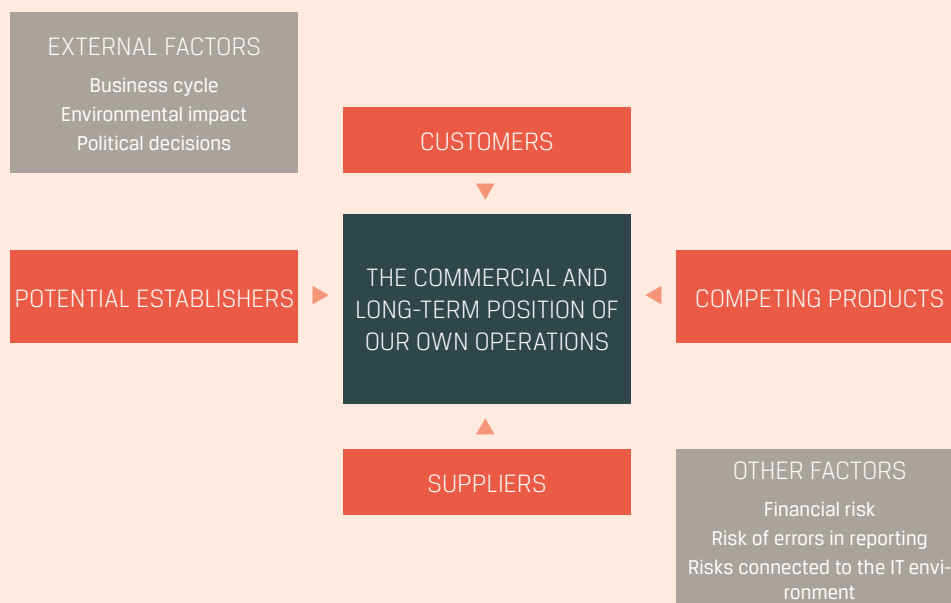 EXTERNAL FACTORS
Business cycle
Environmental impact
Political decisions
CUSTOMERS
POTENTIAL ESTABLISHERS
THE COMMERCIAL AND
LONG-TERM POSITION OF
OUR OWN OPERATIONS
COMPETING PRODUCTS
SUPPLIERS
OTHER FACTORS
Financial risk
Risk of errors in reporting
Risks connected to the IT envi-
ronment